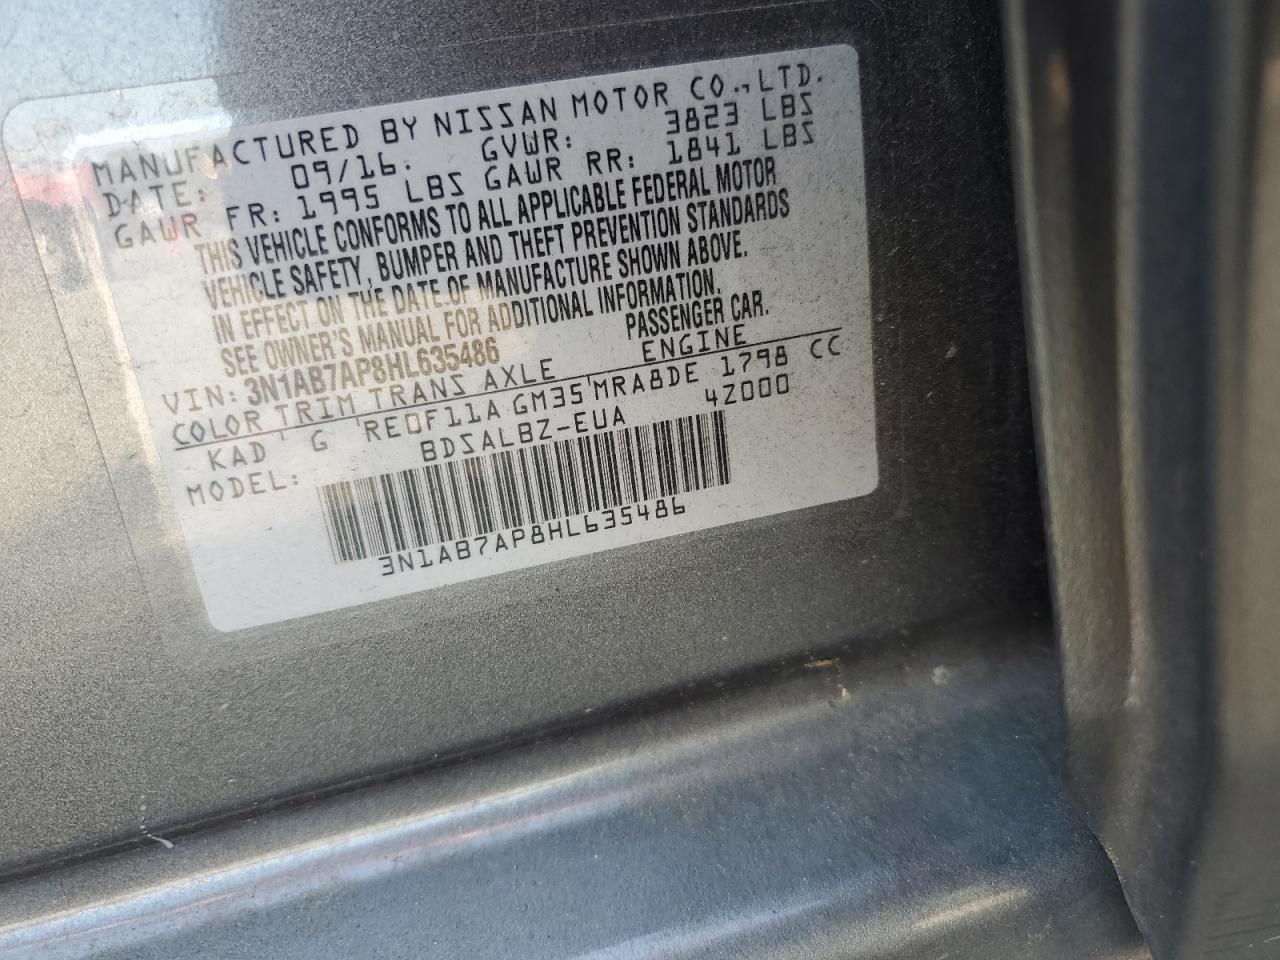 MANUFACTURED BY NISSAN MOTOR CO.,LTD.
DATE: 09/16 GVWR: 3823 LBS
GAWR FR: 1995 LBS GAWR RR: 1841 LBS
THIS VEHICLE CONFORMS TO ALL APPLICABLE FEDERAL MOTOR
VEHICLE SAFETY, BUMPER AND THEFT PREVENTION STANDARDS
IN EFFECT ON THE DATE OF MANUFACTURE SHOWN ABOVE.
SEE OWNER'S MANUAL FOR ADDITIONAL INFORMATION.
VIN: 3N1AB7AP8HL635486 PASSENGER CAR.
COLOR TRIM TRANS AXLE ENGINE
KAD G RE0F11A GM35 MRA8DE 1798 CC
MODEL: BDSALBZ-EUA 4Z000
3N1AB7AP8HL635486